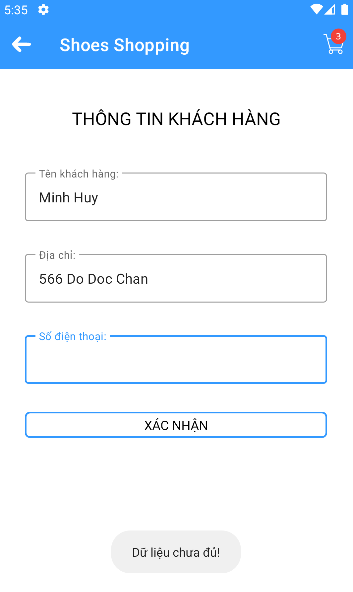 5:35
Shoes Shopping
3
THÔNG TIN KHÁCH HÀNG
Tên khách hàng:
Minh Huy
Địa chỉ:
566 Do Doc Chan
Số điện thoại:
XÁC NHẬN
Dữ liệu chưa đủ!